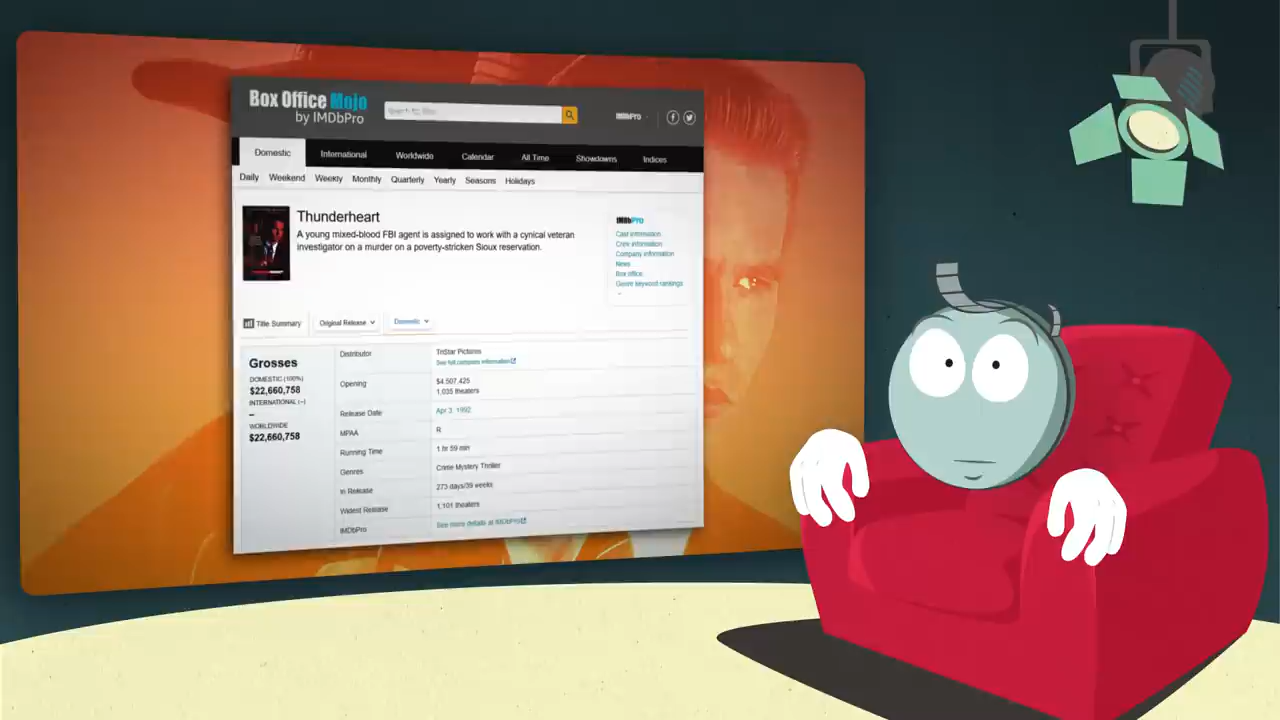 Box Office Mojo
by IMDbPro
IMDbPro
Domestic International Worldwide Calendar All Time Showdowns Indices
Daily Weekend Weekly Monthly Quarterly Yearly Seasons Holidays
Thunderheart
A young mixed-blood FBI agent is assigned to work with a cynical veteran
investigator on a murder on a poverty-stricken Sioux reservation.
IMDbPro
Cast information
Crew information
Company information
News
Box office
Genre keyword rankings
Title Summary
Original Release
Domestic
Grosses
DOMESTIC (100%)
$22,660,758
INTERNATIONAL (–)
–
WORLDWIDE
$22,660,758
Distributor
TriStar Pictures
See full company information
Opening
$4,507,425
1,035 theaters
Release Date
Apr 3, 1992
MPAA
R
Running Time
1 hr 59 min
Genres
Crime Mystery Thriller
In Release
273 days/39 weeks
Widest Release
1,101 theaters
IMDbPro
See more details at IMDbPro